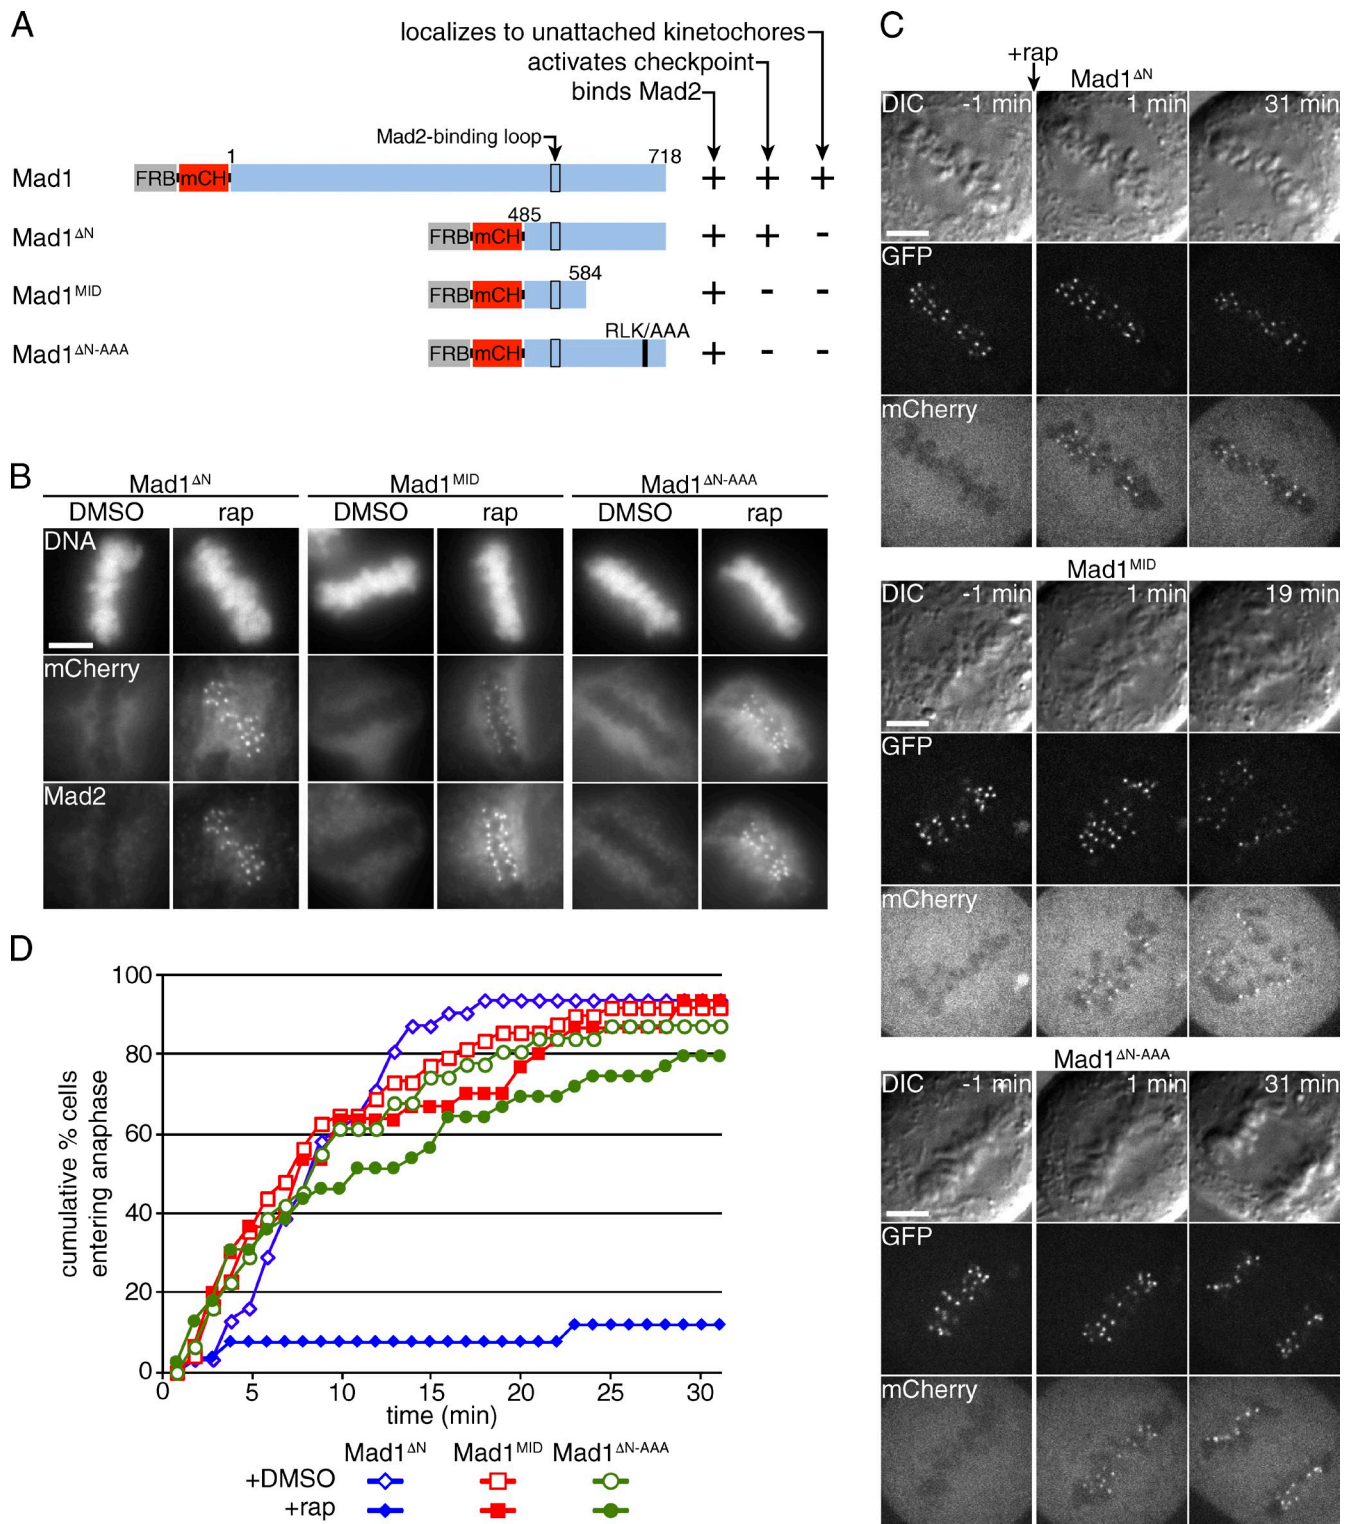 A
localizes to unattached kinetochores
activates checkpoint
binds Mad2
Mad2-binding loop
Mad1 FRB mCH 1 718 + + +
Mad1ΔN FRB mCH 485 + + -
Mad1MID FRB mCH 584 + - -
Mad1ΔN-AAA FRB mCH RLK/AAA + - -
B
Mad1ΔN Mad1MID Mad1ΔN-AAA
DMSO rap DMSO rap DMSO rap
DNA
mCherry
Mad2
C
+rap
Mad1ΔN
DIC -1 min 1 min 31 min
GFP
mCherry
Mad1MID
DIC -1 min 1 min 19 min
GFP
mCherry
Mad1ΔN-AAA
DIC -1 min 1 min 31 min
GFP
mCherry
D
cumulative % cells
entering anaphase
100
80
60
40
20
0
0 5 10 15 20 25 30
time (min)
Mad1ΔN Mad1MID Mad1ΔN-AAA
+DMSO
+rap